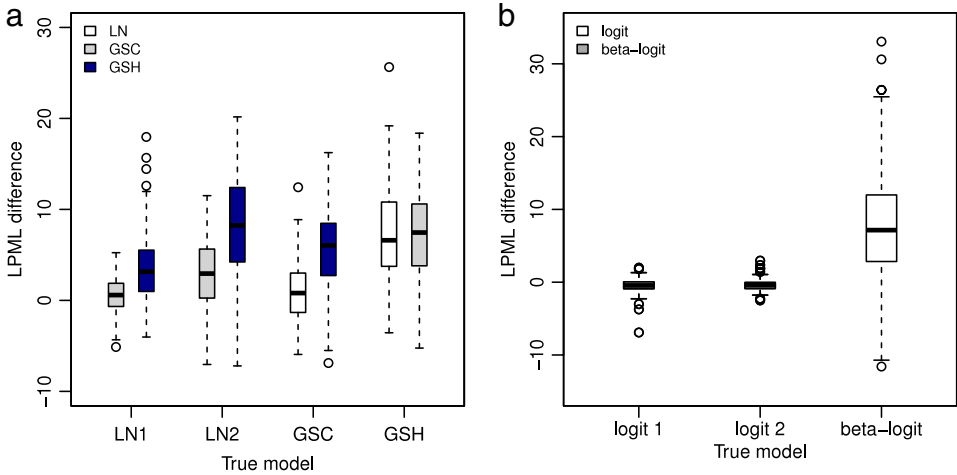 a
LN
GSC
GSH
30
20
10
0
−10
LPML difference
LN1 LN2 GSC GSH
True model
b
logit
beta−logit
30
20
10
0
−10
LPML difference
logit 1 logit 2 beta−logit
True model